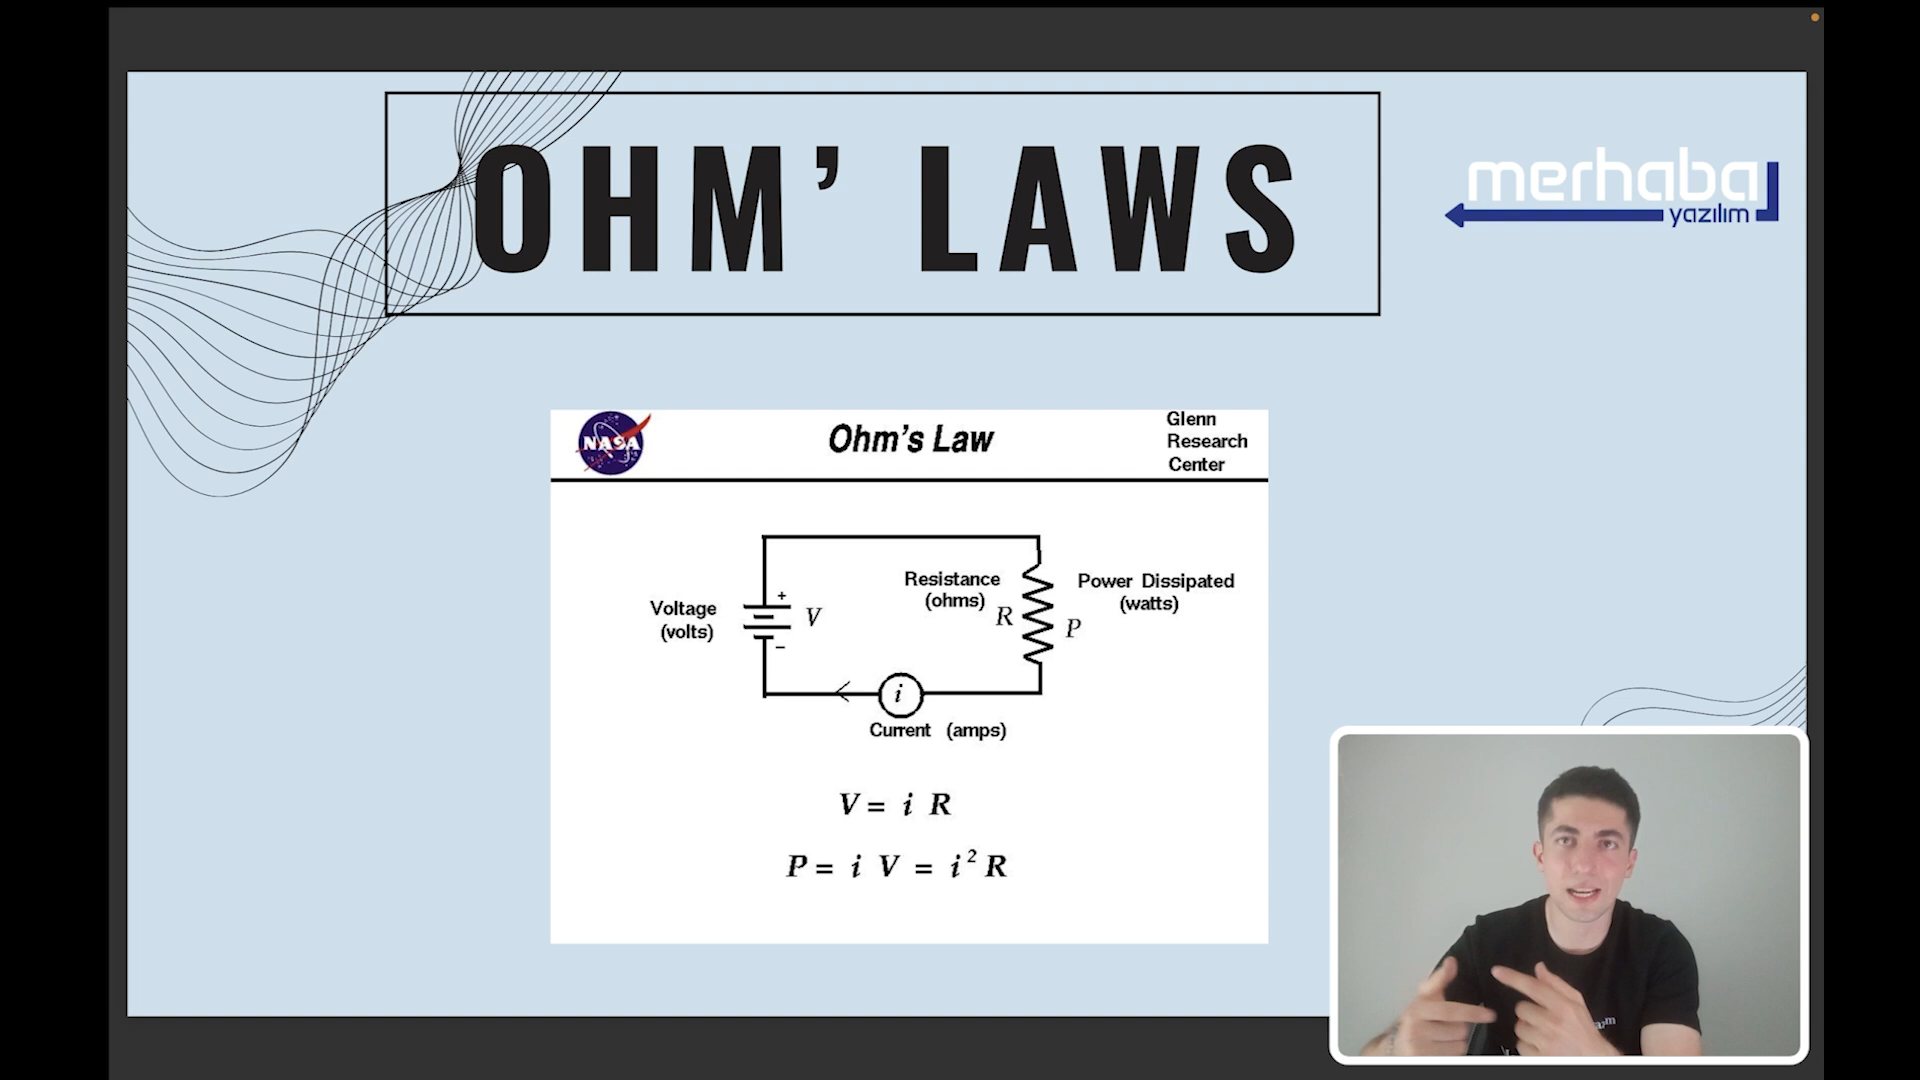 OHM’ LAWS
merhaba
yazılım
NASA
Ohm's Law
Glenn
Research
Center
Voltage
(volts)
+
V
−
Resistance
(ohms)
R
Power Dissipated
(watts)
P
i
Current (amps)
V = i R
P = i V = i² R